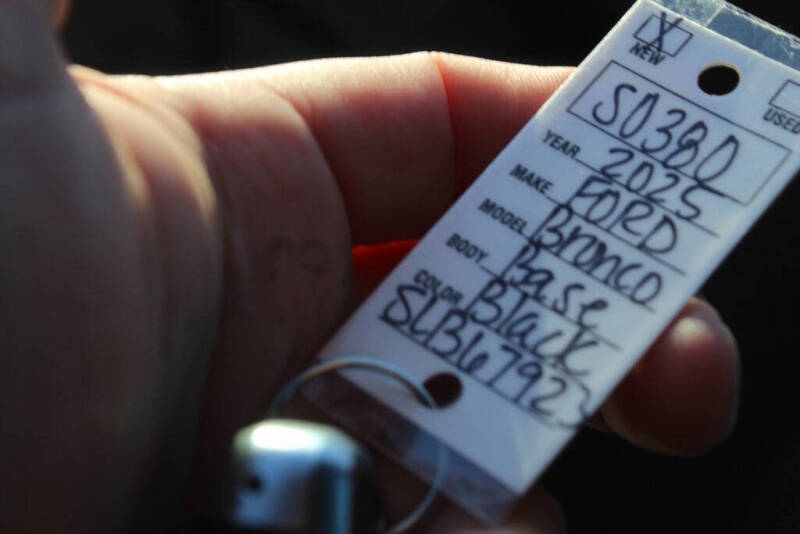 X
NEW USED
S0380
YEAR 2025
MAKE FORD
MODEL Bronco
BODY Base
COLOR Black
SLB67923